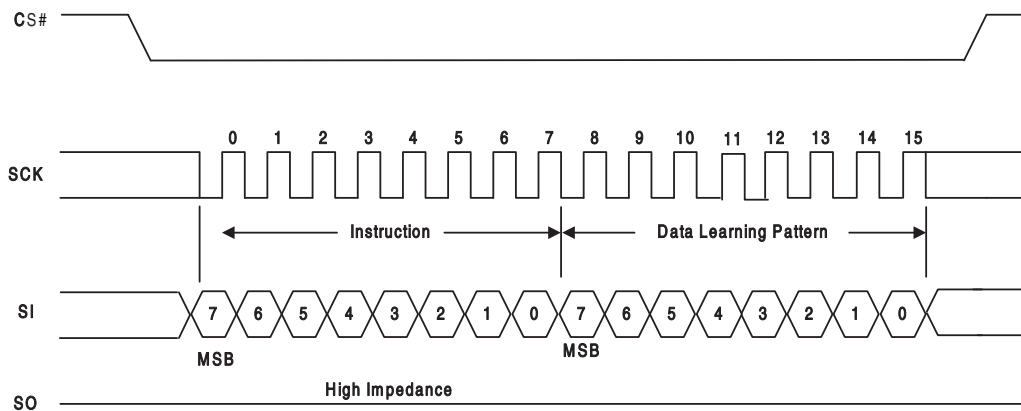 CS#
0 1 2 3 4 5 6 7 8 9 10 11 12 13 14 15
SCK
Instruction Data Learning Pattern
SI
7 6 5 4 3 2 1 0 7 6 5 4 3 2 1 0
MSB MSB
High Impedance
SO